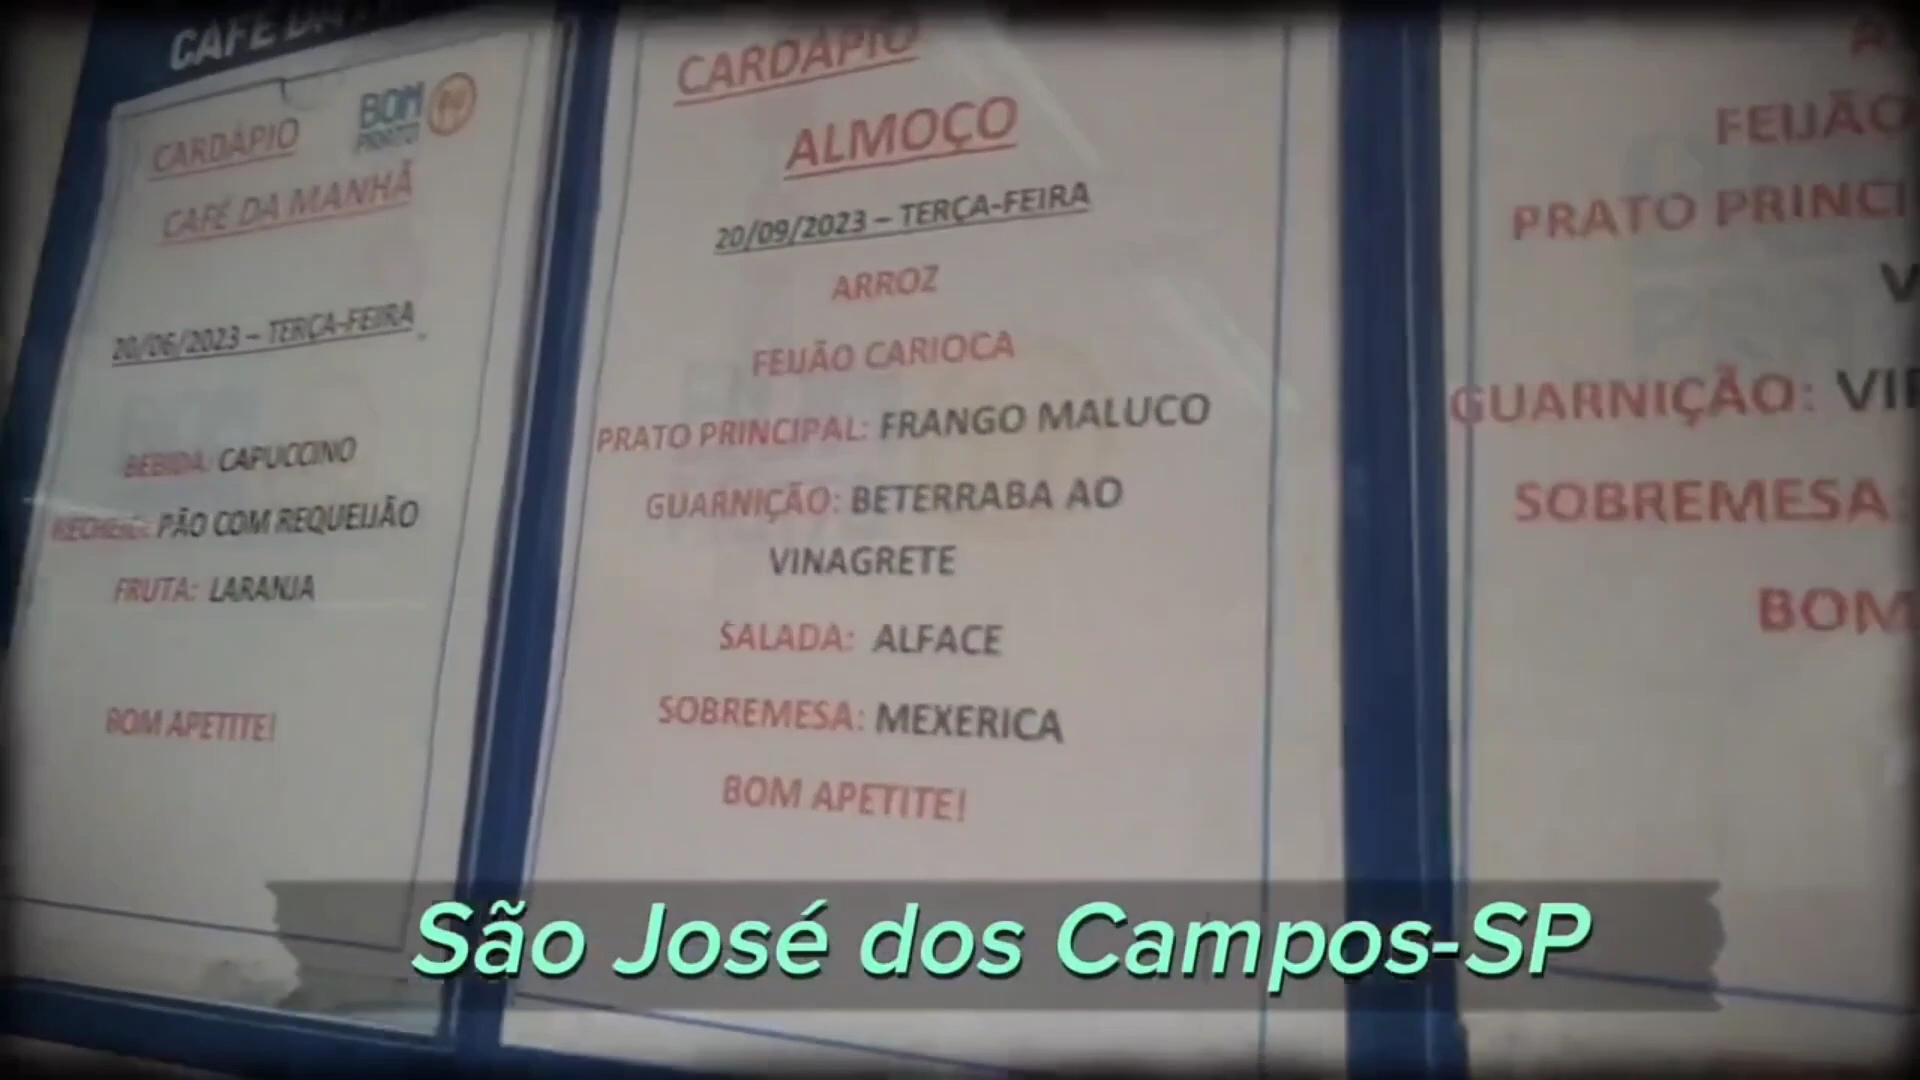 CAFÉ DA
CARDÁPIO
BOM
PRATO
CAFÉ DA MANHÃ
20/06/2023 – TERÇA-FEIRA
BEBIDA: CAPUCCINO
RECHEIO: PÃO COM REQUEIJÃO
FRUTA: LARANJA
BOM APETITE!
CARDÁPIO
ALMOÇO
20/09/2023 – TERÇA-FEIRA
ARROZ
FEIJÃO CARIOCA
PRATO PRINCIPAL: FRANGO MALUCO
GUARNIÇÃO: BETERRABA AO
VINAGRETE
SALADA: ALFACE
SOBREMESA: MEXERICA
BOM APETITE!
FEIJÃO
PRATO PRINCI
GUARNIÇÃO: VI
SOBREMESA
BOM
São José dos Campos-SP